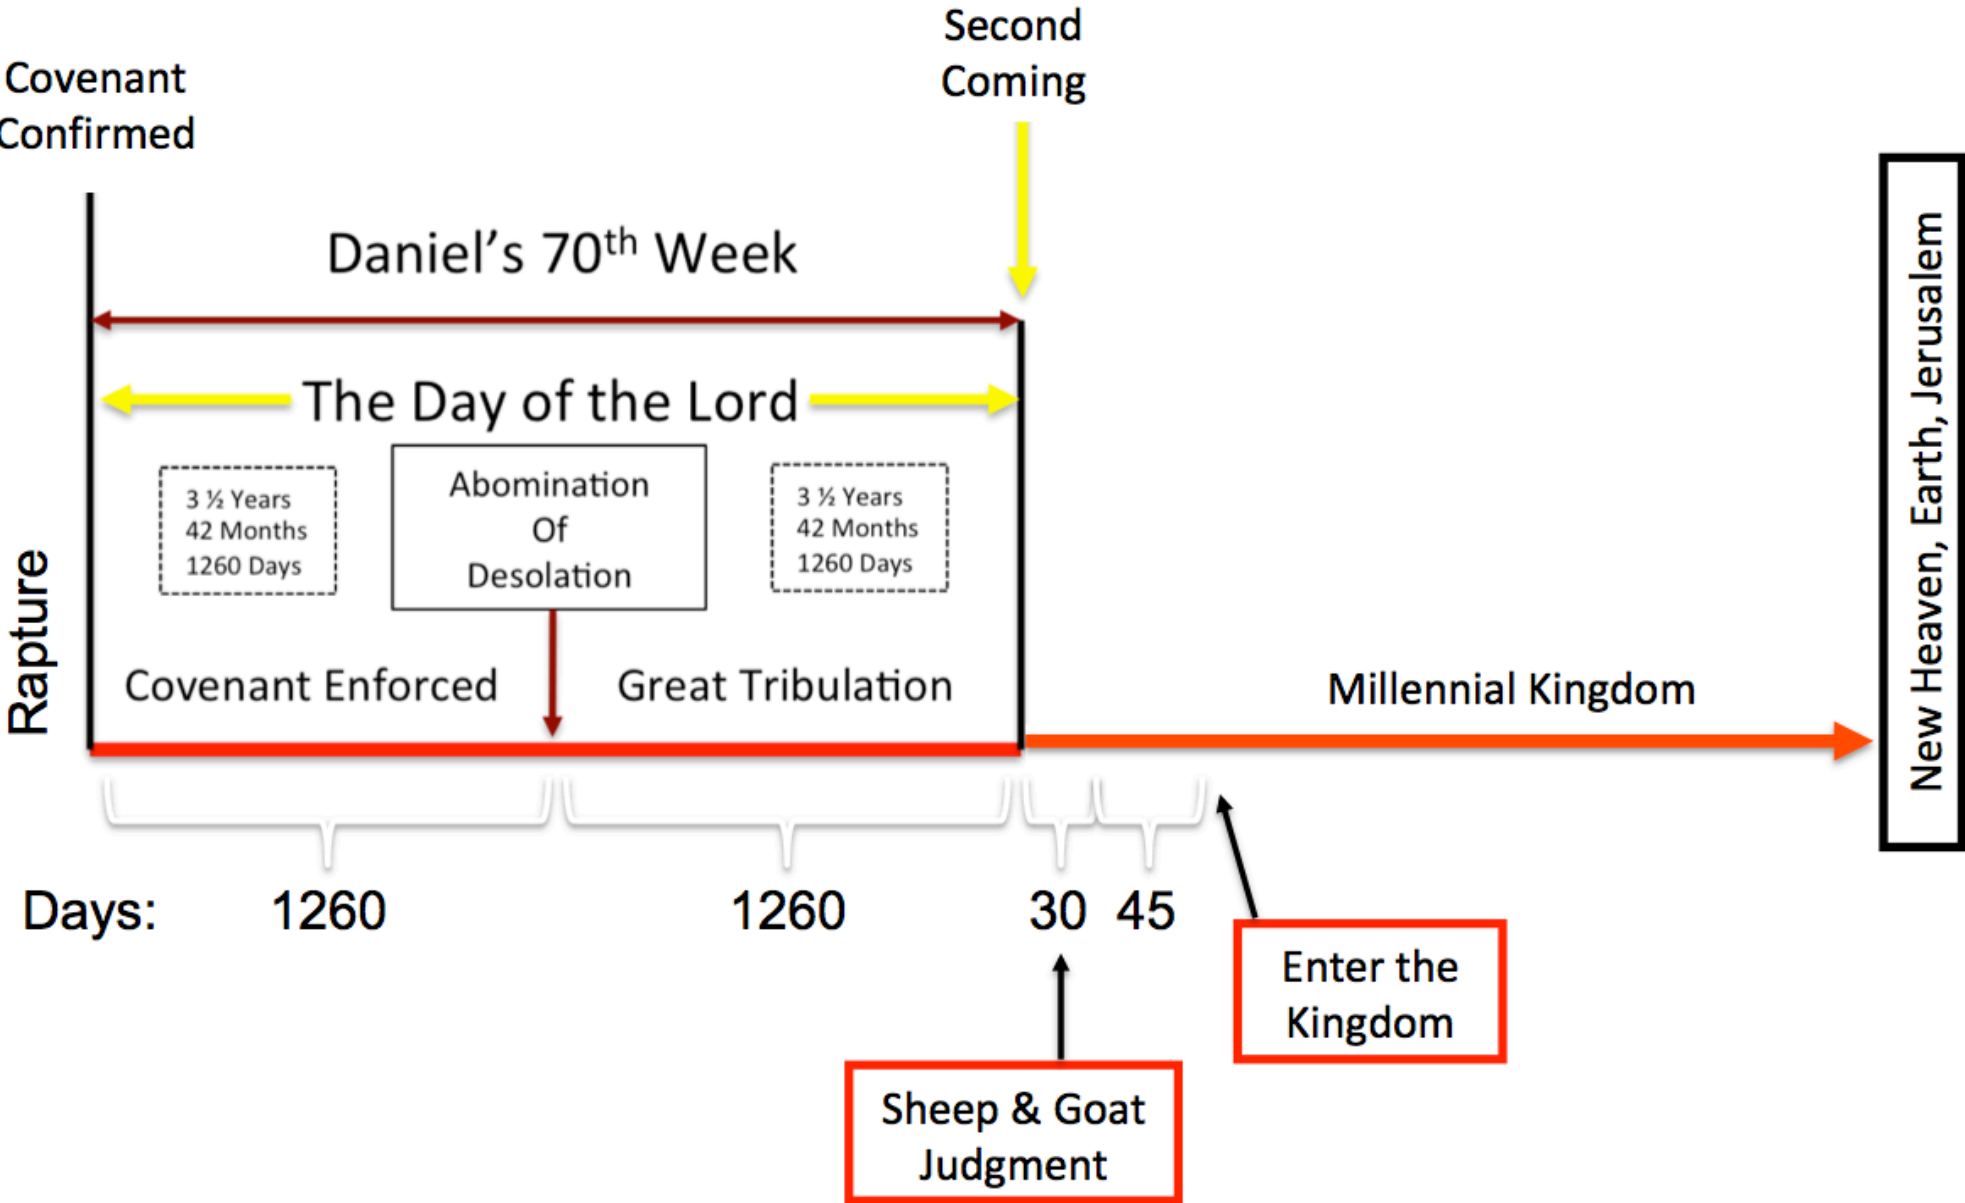 Second
Coming
Covenant
Confirmed
Daniel’s 70th Week
The Day of the Lord
3 ½ Years
42 Months
1260 Days
Abomination
Of
Desolation
3 ½ Years
42 Months
1260 Days
Rapture
Covenant Enforced
Great Tribulation
Millennial Kingdom
New Heaven, Earth, Jerusalem
Days:
1260
1260
30
45
Enter the
Kingdom
Sheep & Goat
Judgment